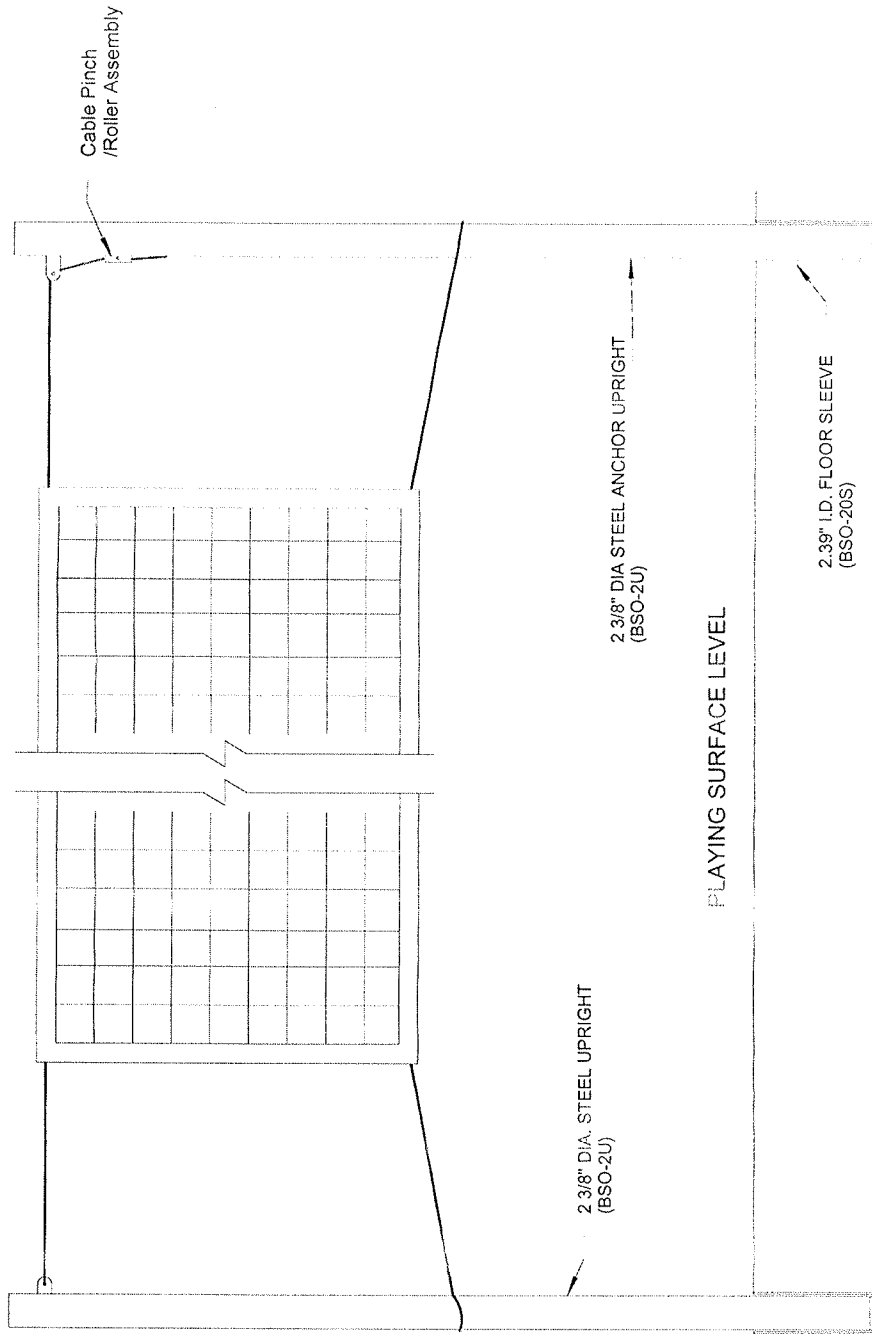 Cable Pinch
/Roller Assembly
2 3/8" DIA STEEL ANCHOR UPRIGHT
(BSO-2U)
2 3/8" DIA. STEEL UPRIGHT
(BSO-2U)
PLAYING SURFACE LEVEL
2.39" I.D. FLOOR SLEEVE
(BSO-20S)